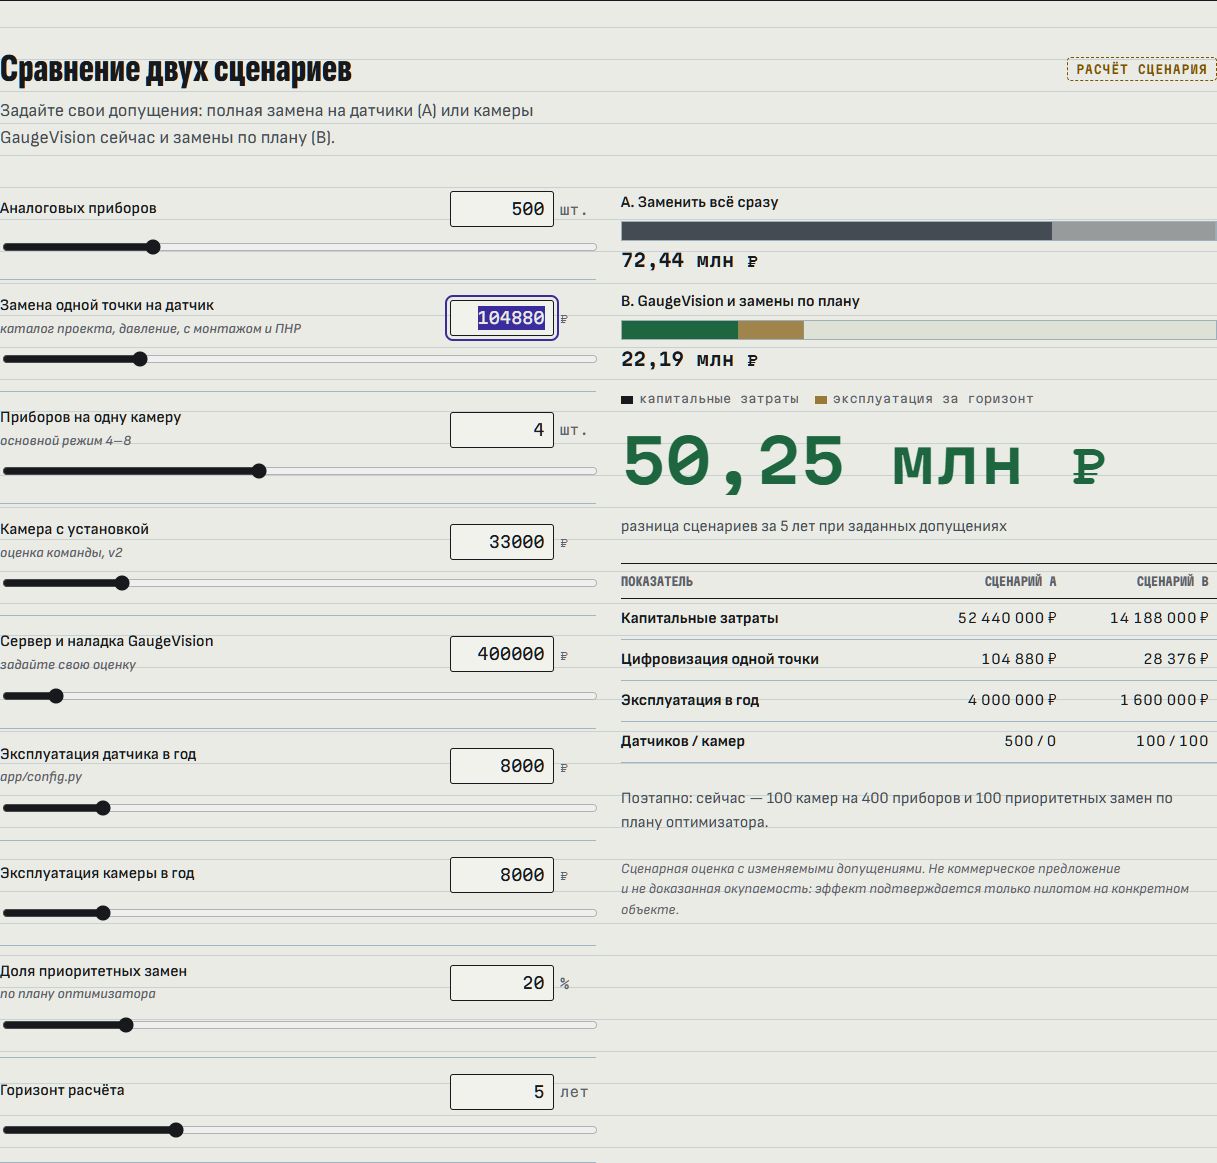 Сравнение двух сценариев
РАСЧЁТ СЦЕНАРИЯ
Задайте свои допущения: полная замена на датчики (A) или камеры
GaugeVision сейчас и замены по плану (B).
Аналоговых приборов
500 шт.
Замена одной точки на датчик
каталог проекта, давление, с монтажом и ПНР
104880 ₽
Приборов на одну камеру
основной режим 4–8
4 шт.
Камера с установкой
оценка команды, v2
33000 ₽
Сервер и наладка GaugeVision
задайте свою оценку
400000 ₽
Эксплуатация датчика в год
app/config.py
8000 ₽
Эксплуатация камеры в год
8000 ₽
Доля приоритетных замен
по плану оптимизатора
20 %
Горизонт расчёта
5 лет
A. Заменить всё сразу
72,44 млн ₽
B. GaugeVision и замены по плану
22,19 млн ₽
капитальные затраты эксплуатация за горизонт
50,25 млн ₽
разница сценариев за 5 лет при заданных допущениях
ПОКАЗАТЕЛЬ СЦЕНАРИЙ A СЦЕНАРИЙ B
Капитальные затраты 52 440 000 ₽ 14 188 000 ₽
Цифровизация одной точки 104 880 ₽ 28 376 ₽
Эксплуатация в год 4 000 000 ₽ 1 600 000 ₽
Датчиков / камер 500 / 0 100 / 100
Поэтапно: сейчас — 100 камер на 400 приборов и 100 приоритетных замен по
плану оптимизатора.
Сценарная оценка с изменяемыми допущениями. Не коммерческое предложение
и не доказанная окупаемость: эффект подтверждается только пилотом на конкретном
объекте.